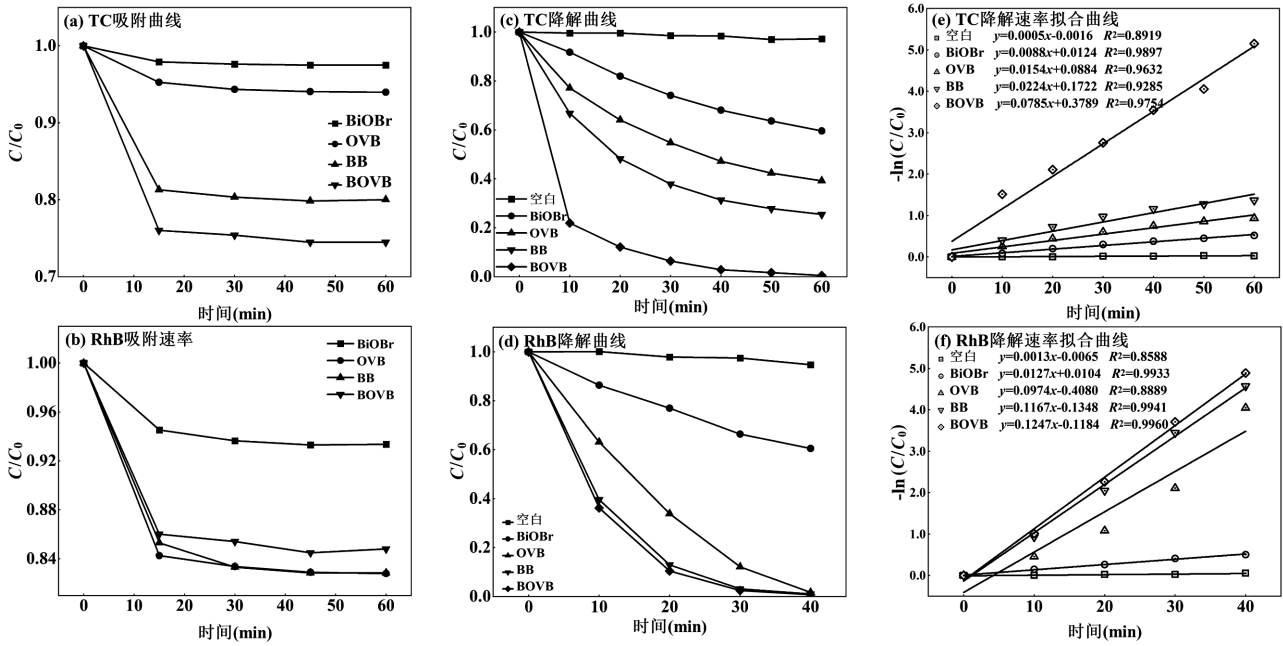 (a) TC吸附曲线
C/C0
1.0
0.9
0.8
0.7
BiOBr
OVB
BB
BOVB
0 10 20 30 40 50 60
时间(min)
(c) TC降解曲线
C/C0
1.0
0.8
0.6
0.4
0.2
0.0
空白
BiOBr
OVB
BB
BOVB
0 10 20 30 40 50 60
时间(min)
(e) TC降解速率拟合曲线
-ln(C/C0)
6.0
5.0
4.0
3.0
2.0
1.0
0.0
空白 y=0.0005x-0.0016 R²=0.8919
BiOBr y=0.0088x+0.0124 R²=0.9897
OVB y=0.0154x+0.0884 R²=0.9632
BB y=0.0224x+0.1722 R²=0.9285
BOVB y=0.0785x+0.3789 R²=0.9754
0 10 20 30 40 50 60
时间(min)
(b) RhB吸附速率
C/C0
1.00
0.96
0.92
0.88
0.84
BiOBr
OVB
BB
BOVB
0 10 20 30 40 50 60
时间(min)
(d) RhB降解曲线
C/C0
1.0
0.8
0.6
0.4
0.2
0.0
空白
BiOBr
OVB
BB
BOVB
0 10 20 30 40
时间(min)
(f) RhB降解速率拟合曲线
-ln (C/C0)
6.0
5.0
4.0
3.0
2.0
1.0
0.0
空白 y=0.0013x-0.0065 R²=0.8588
BiOBr y=0.0127x+0.0104 R²=0.9933
OVB y=0.0974x-0.4080 R²=0.8889
BB y=0.1167x-0.1348 R²=0.9941
BOVB y=0.1247x-0.1184 R²=0.9960
0 10 20 30 40
时间(min)